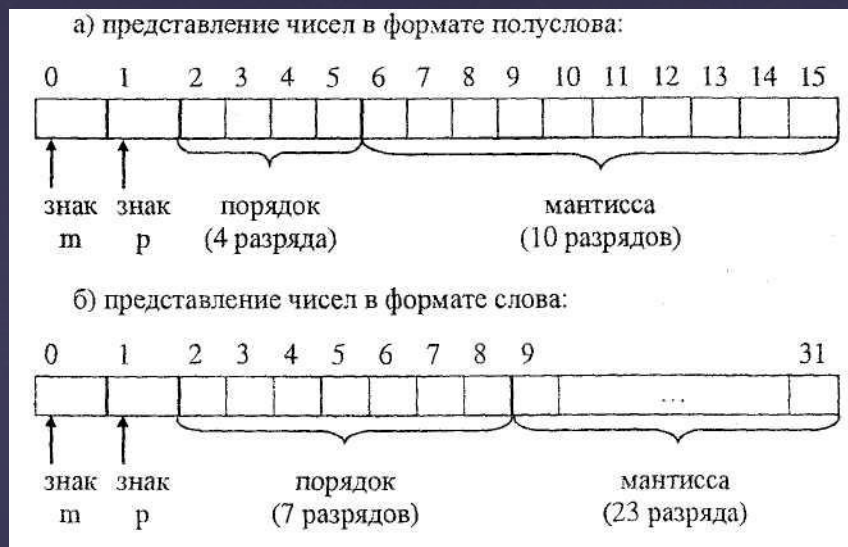 а) представление чисел в формате полуслова:
0 1 2 3 4 5 6 7 8 9 10 11 12 13 14 15
знак знак порядок мантисса
m p (4 разряда) (10 разрядов)
б) представление чисел в формате слова:
0 1 2 3 4 5 6 7 8 9 31
...
знак знак порядок мантисса
m p (7 разрядов) (23 разряда)